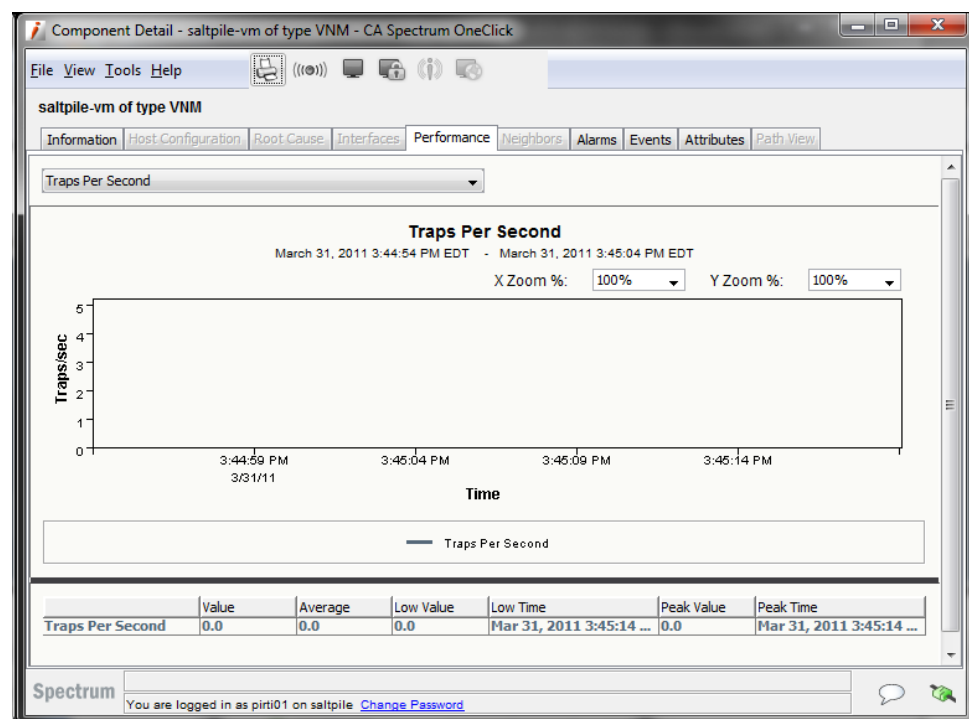 Component Detail - saltpile-vm of type VNM - CA Spectrum OneClick
File View Tools Help
saltpile-vm of type VNM
Information Host Configuration Root Cause Interfaces Performance Neighbors Alarms Events Attributes Path View
Traps Per Second
Traps Per Second
March 31, 2011 3:44:54 PM EDT - March 31, 2011 3:45:04 PM EDT
X Zoom %: 100% Y Zoom %: 100%
5
4
3
2
1
0
Traps/sec
3:44:59 PM 3:45:04 PM 3:45:09 PM 3:45:14 PM
3/31/11
Time
Traps Per Second
Value Average Low Value Low Time Peak Value Peak Time
Traps Per Second 0.0 0.0 0.0 Mar 31, 2011 3:45:14 ... 0.0 Mar 31, 2011 3:45:14 ...
Spectrum
You are logged in as pirti01 on saltpile Change Password